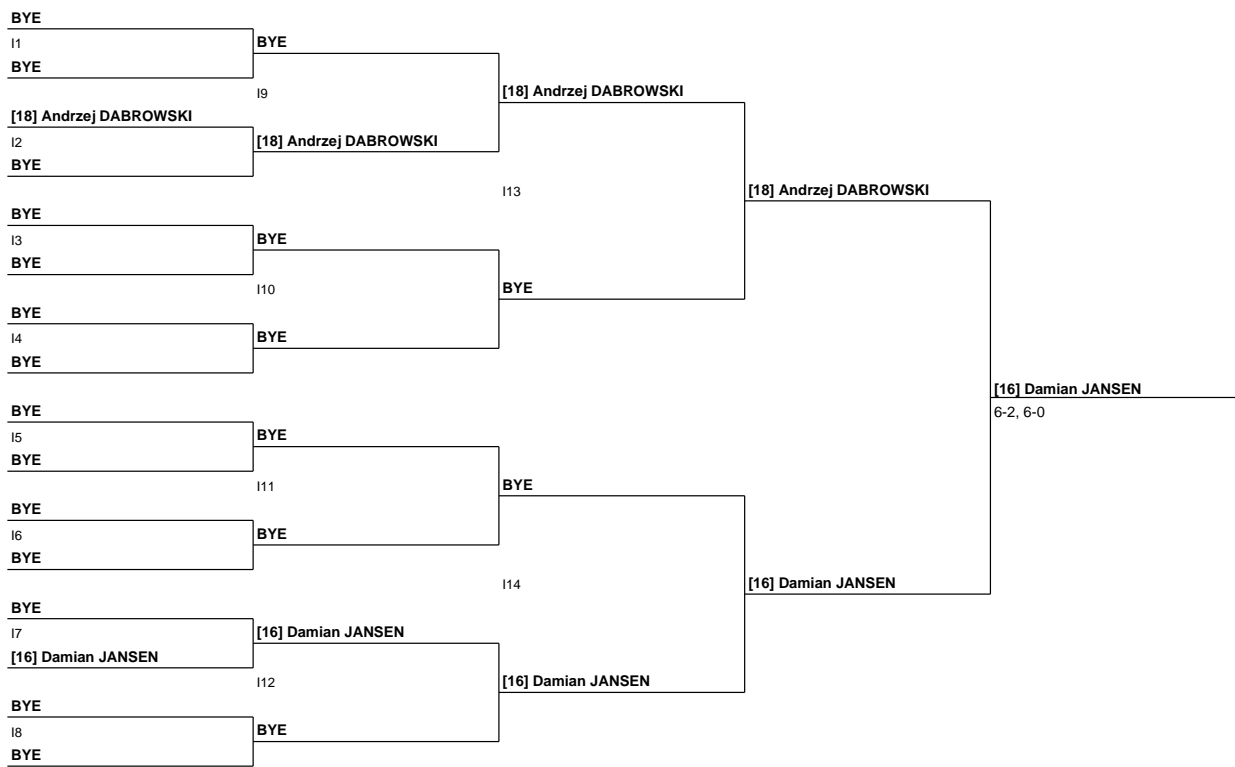 BYE
I1
BYE
BYE
I9
[18] Andrzej DABROWSKI
[18] Andrzej DABROWSKI
I2
[18] Andrzej DABROWSKI
BYE
I13
[18] Andrzej DABROWSKI
BYE
I3
BYE
BYE
I10
BYE
BYE
I4
BYE
BYE
[16] Damian JANSEN
6-2, 6-0
BYE
I5
BYE
BYE
I11
BYE
BYE
I6
BYE
BYE
I14
[16] Damian JANSEN
BYE
I7
[16] Damian JANSEN
[16] Damian JANSEN
I12
[16] Damian JANSEN
BYE
I8
BYE
BYE